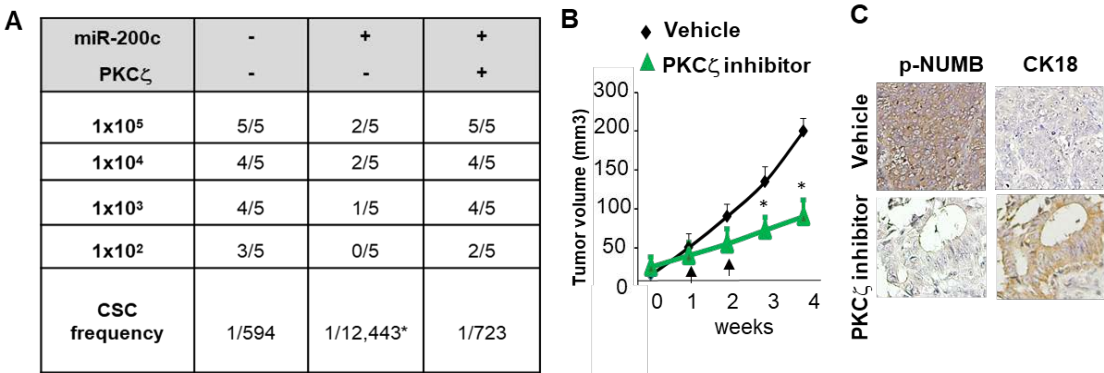 A
miR-200c - + +
PKCζ - - +
1x10⁵ 5/5 2/5 5/5
1x10⁴ 4/5 2/5 4/5
1x10³ 4/5 1/5 4/5
1x10² 3/5 0/5 2/5
CSC
frequency 1/594 1/12,443* 1/723
B
Vehicle
PKCζ inhibitor
Tumor volume (mm3)
300
200
150
100
50
0
* *
0 1 2 3 4
weeks
C
p-NUMB CK18
Vehicle
PKCζ inhibitor